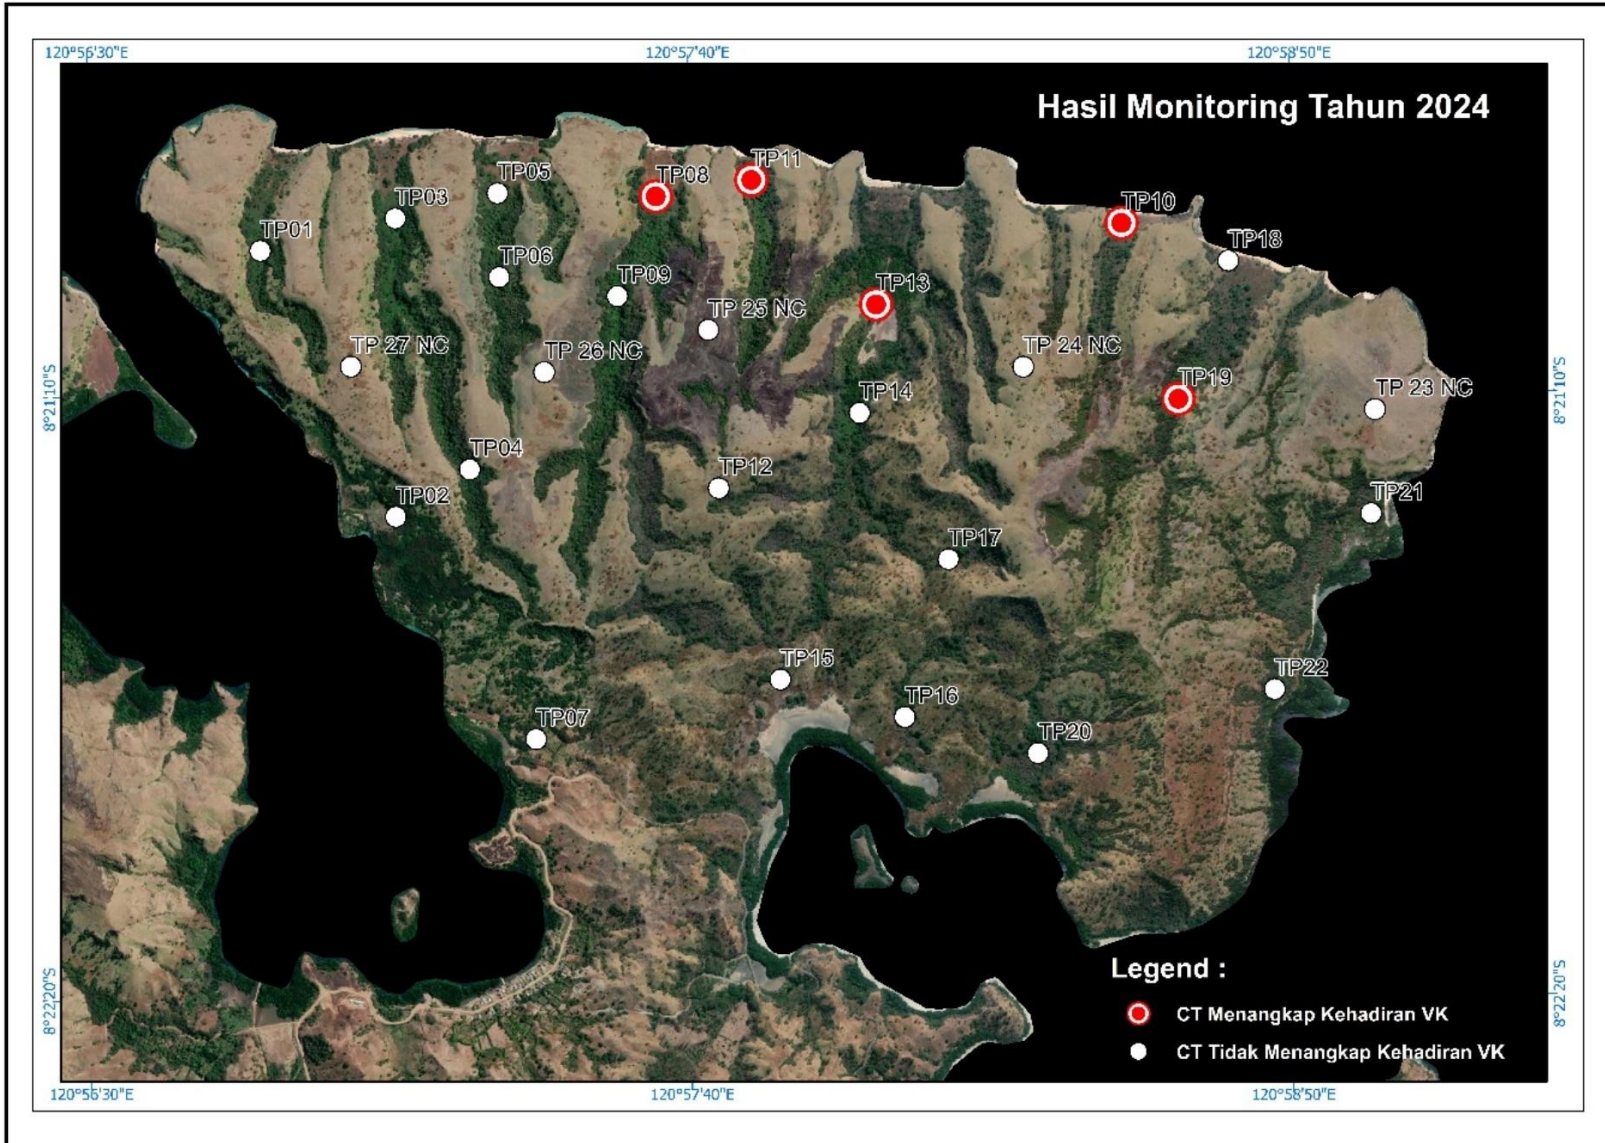 120°56'30"E
120°57'40"E
120°58'50"E
Hasil Monitoring Tahun 2024
TP11
TP05
TP08
TP03
TP10
TP01
TP18
TP06
TP09
TP13
TP 25 NC
TP 27 NC
TP 26 NC
TP 24 NC
8°21'10"S
8°21'10"S
TP19
TP 23 NC
TP14
TP04
TP12
TP02
TP21
TP17
TP15
TP22
TP16
TP07
TP20
Legend :
8°22'20"S
8°22'20"S
CT Menangkap Kehadiran VK
CT Tidak Menangkap Kehadiran VK
120°56'30"E
120°57'40"E
120°58'50"E